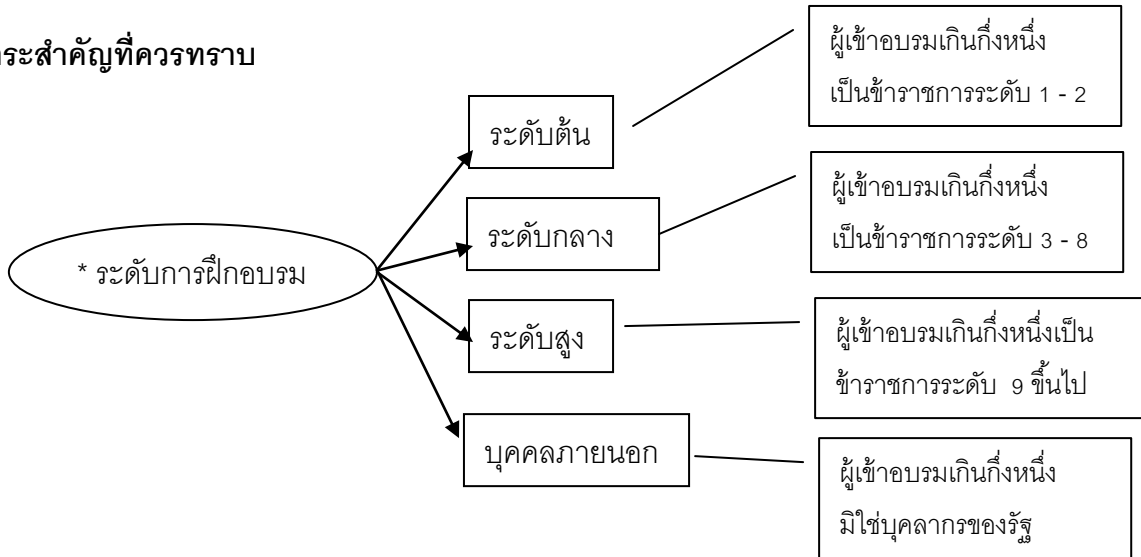 ระสำคัญที่ควรทราบ
* ระดับการฝึกอบรม
ระดับต้น
ผู้เข้าอบรมเกินกึ่งหนึ่ง
เป็นข้าราชการระดับ 1 - 2
ระดับกลาง
ผู้เข้าอบรมเกินกึ่งหนึ่ง
เป็นข้าราชการระดับ 3 - 8
ระดับสูง
ผู้เข้าอบรมเกินกึ่งหนึ่งเป็น
ข้าราชการระดับ 9 ขึ้นไป
บุคคลภายนอก
ผู้เข้าอบรมเกินกึ่งหนึ่ง
มิใช่บุคลากรของรัฐ